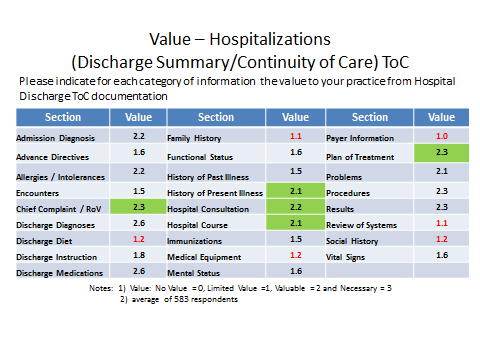 Value – Hospitalizations
(Discharge Summary/Continuity of Care) ToC
Please indicate for each category of information the value to your practice from Hospital
Discharge ToC documentation
Section Value Section Value Section Value
Admission Diagnosis 2.2 Family History 1.1 Payer Information 1.0
Advance Directives 1.6 Functional Status 1.6 Plan of Treatment 2.3
Allergies / Intolerances 2.2 History of Past Illness 1.5 Problems 2.1
Encounters 1.5 History of Present Illness 2.1 Procedures 2.3
Chief Complaint / RoV 2.3 Hospital Consultation 2.2 Results 2.3
Discharge Diagnoses 2.6 Hospital Course 2.1 Review of Systems 1.1
Discharge Diet 1.2 Immunizations 1.5 Social History 1.2
Discharge Instruction 1.8 Medical Equipment 1.2 Vital Signs 1.6
Discharge Medications 2.6 Mental Status 1.6
Notes: 1) Value: No Value = 0, Limited Value =1, Valuable = 2 and Necessary = 3
2) average of 583 respondents